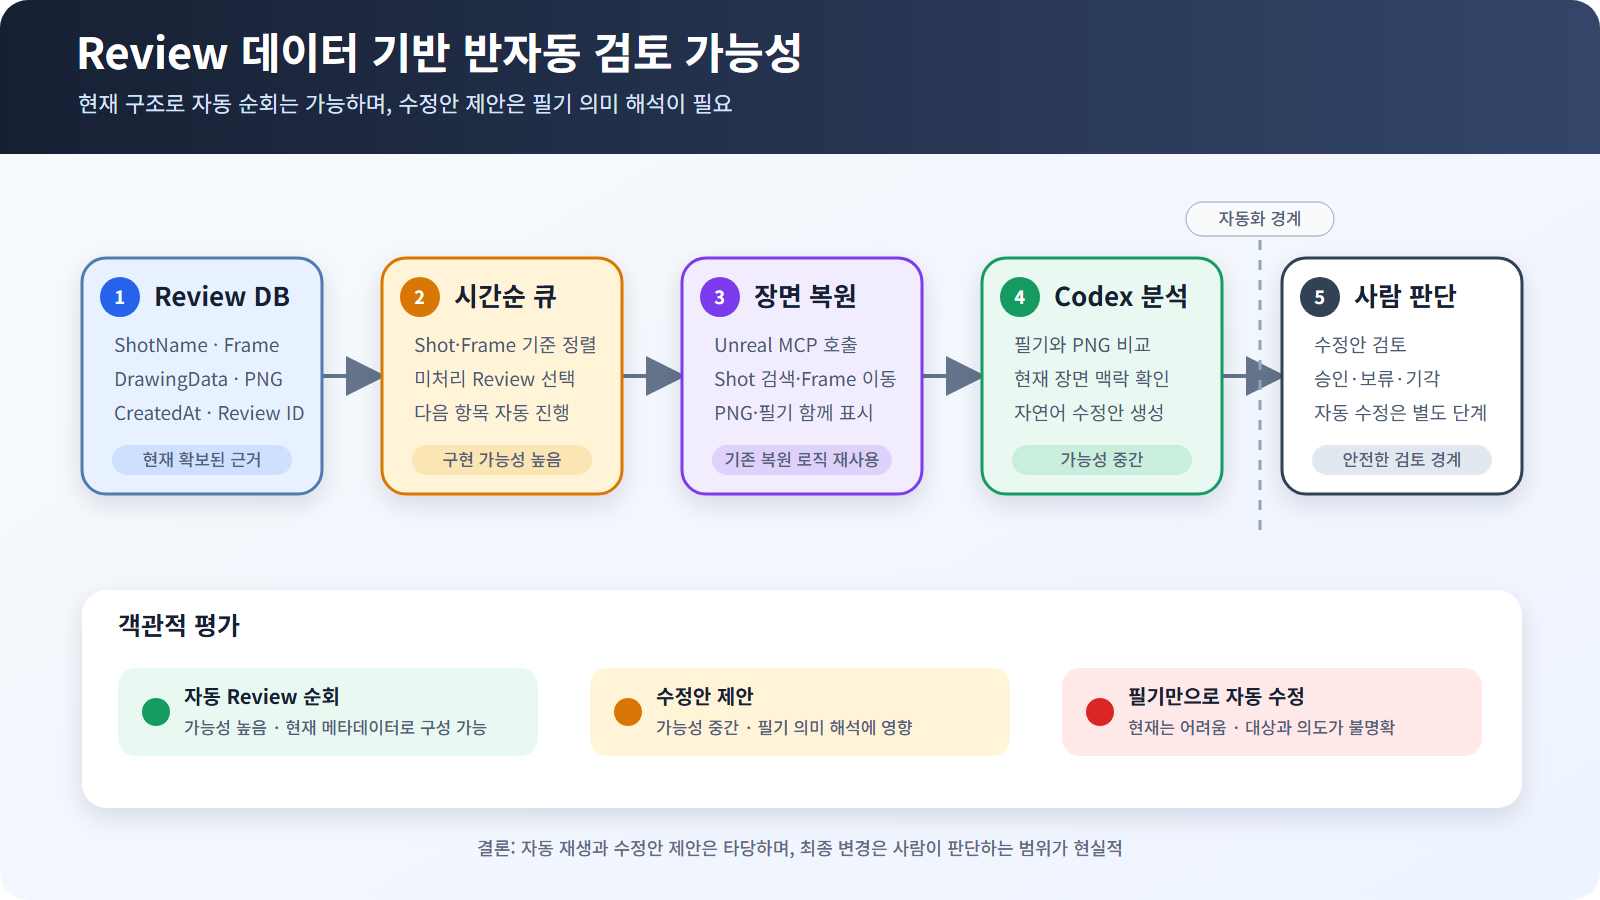 Review 데이터 기반 반자동 검토 가능성
현재 구조로 자동 순회는 가능하며, 수정안 제안은 필기 의미 해석이 필요
자동화 경계
1 Review DB
ShotName · Frame
DrawingData · PNG
CreatedAt · Review ID
현재 확보된 근거
2 시간순 큐
Shot·Frame 기준 정렬
미처리 Review 선택
다음 항목 자동 진행
구현 가능성 높음
3 장면 복원
Unreal MCP 호출
Shot 검색·Frame 이동
PNG·필기 함께 표시
기존 복원 로직 재사용
4 Codex 분석
필기와 PNG 비교
현재 장면 맥락 확인
자연어 수정안 생성
가능성 중간
5 사람 판단
수정안 검토
승인·보류·기각
자동 수정은 별도 단계
안전한 검토 경계
객관적 평가
자동 Review 순회
가능성 높음 · 현재 메타데이터로 구성 가능
수정안 제안
가능성 중간 · 필기 의미 해석에 영향
필기만으로 자동 수정
현재는 어려움 · 대상과 의도가 불명확
결론: 자동 재생과 수정안 제안은 타당하며, 최종 변경은 사람이 판단하는 범위가 현실적